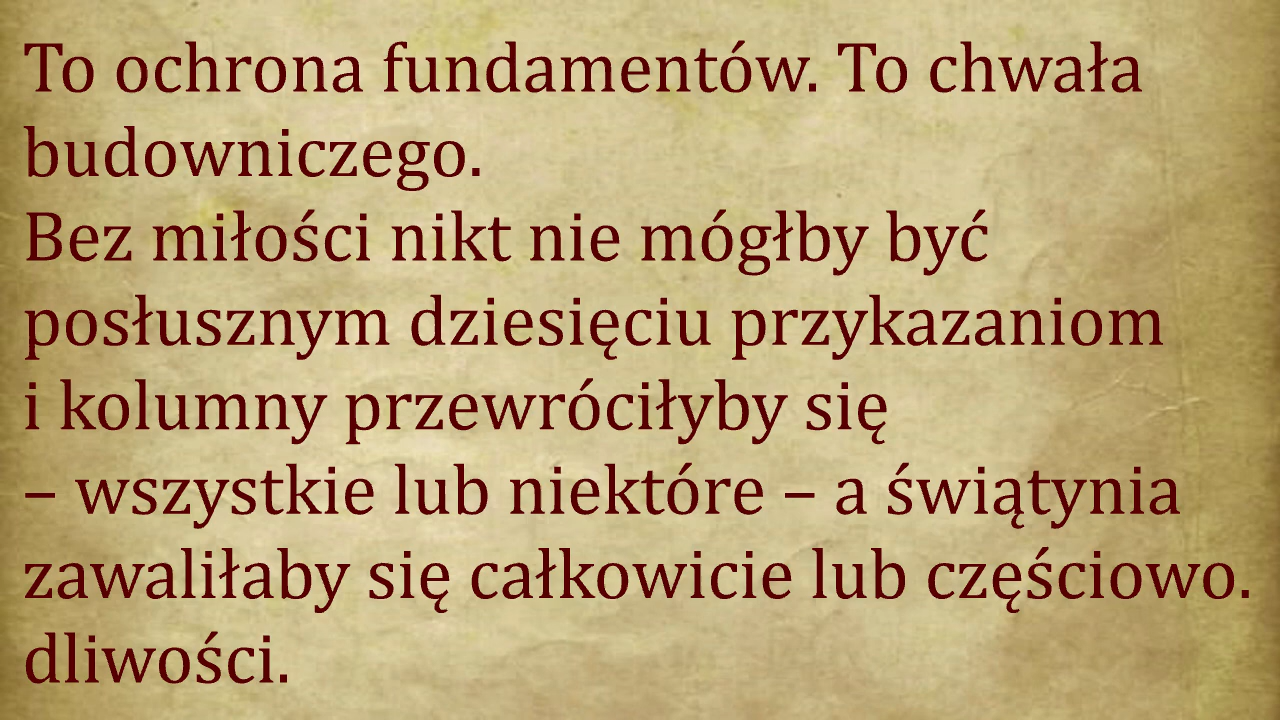 To ochrona fundamentów. To chwała
budowniczego.
Bez miłości nikt nie mógłby być
posłusznym dziesięciu przykazaniom
i kolumny przewróciłyby się
– wszystkie lub niektóre – a świątynia
zawaliłaby się całkowicie lub częściowo.
dliwości.